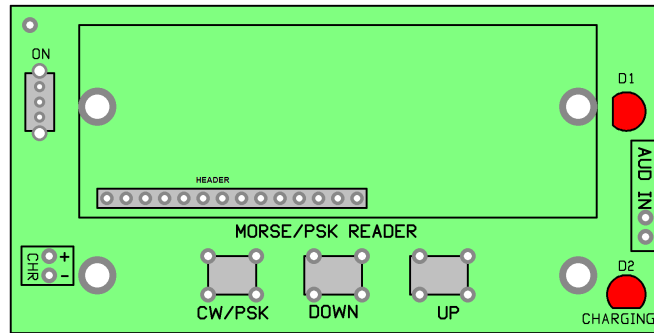 ON
D1
HEADER
AUD IN
MORSE/PSK READER
CHR + -
D2
CW/PSK
DOWN
UP
CHARGING